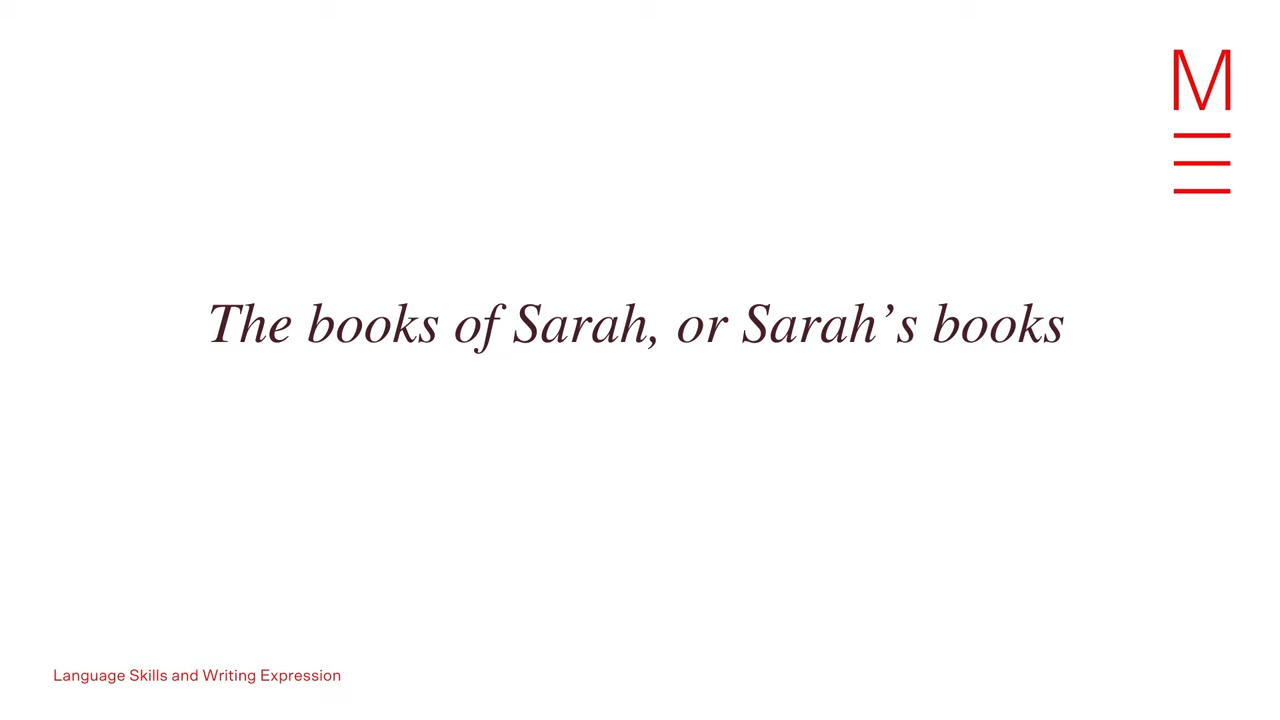 M
The books of Sarah, or Sarah’s books
Language Skills and Writing Expression